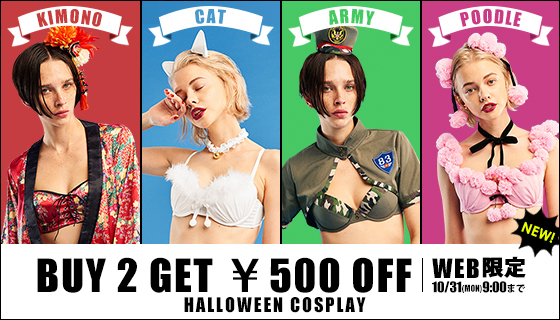 KIMONO
CAT
ARMY
POODLE
83
NEW!
BUY 2 GET ¥ 500 OFF
WEB限定
10/31(MON)9:00まで
HALLOWEEN COSPLAY